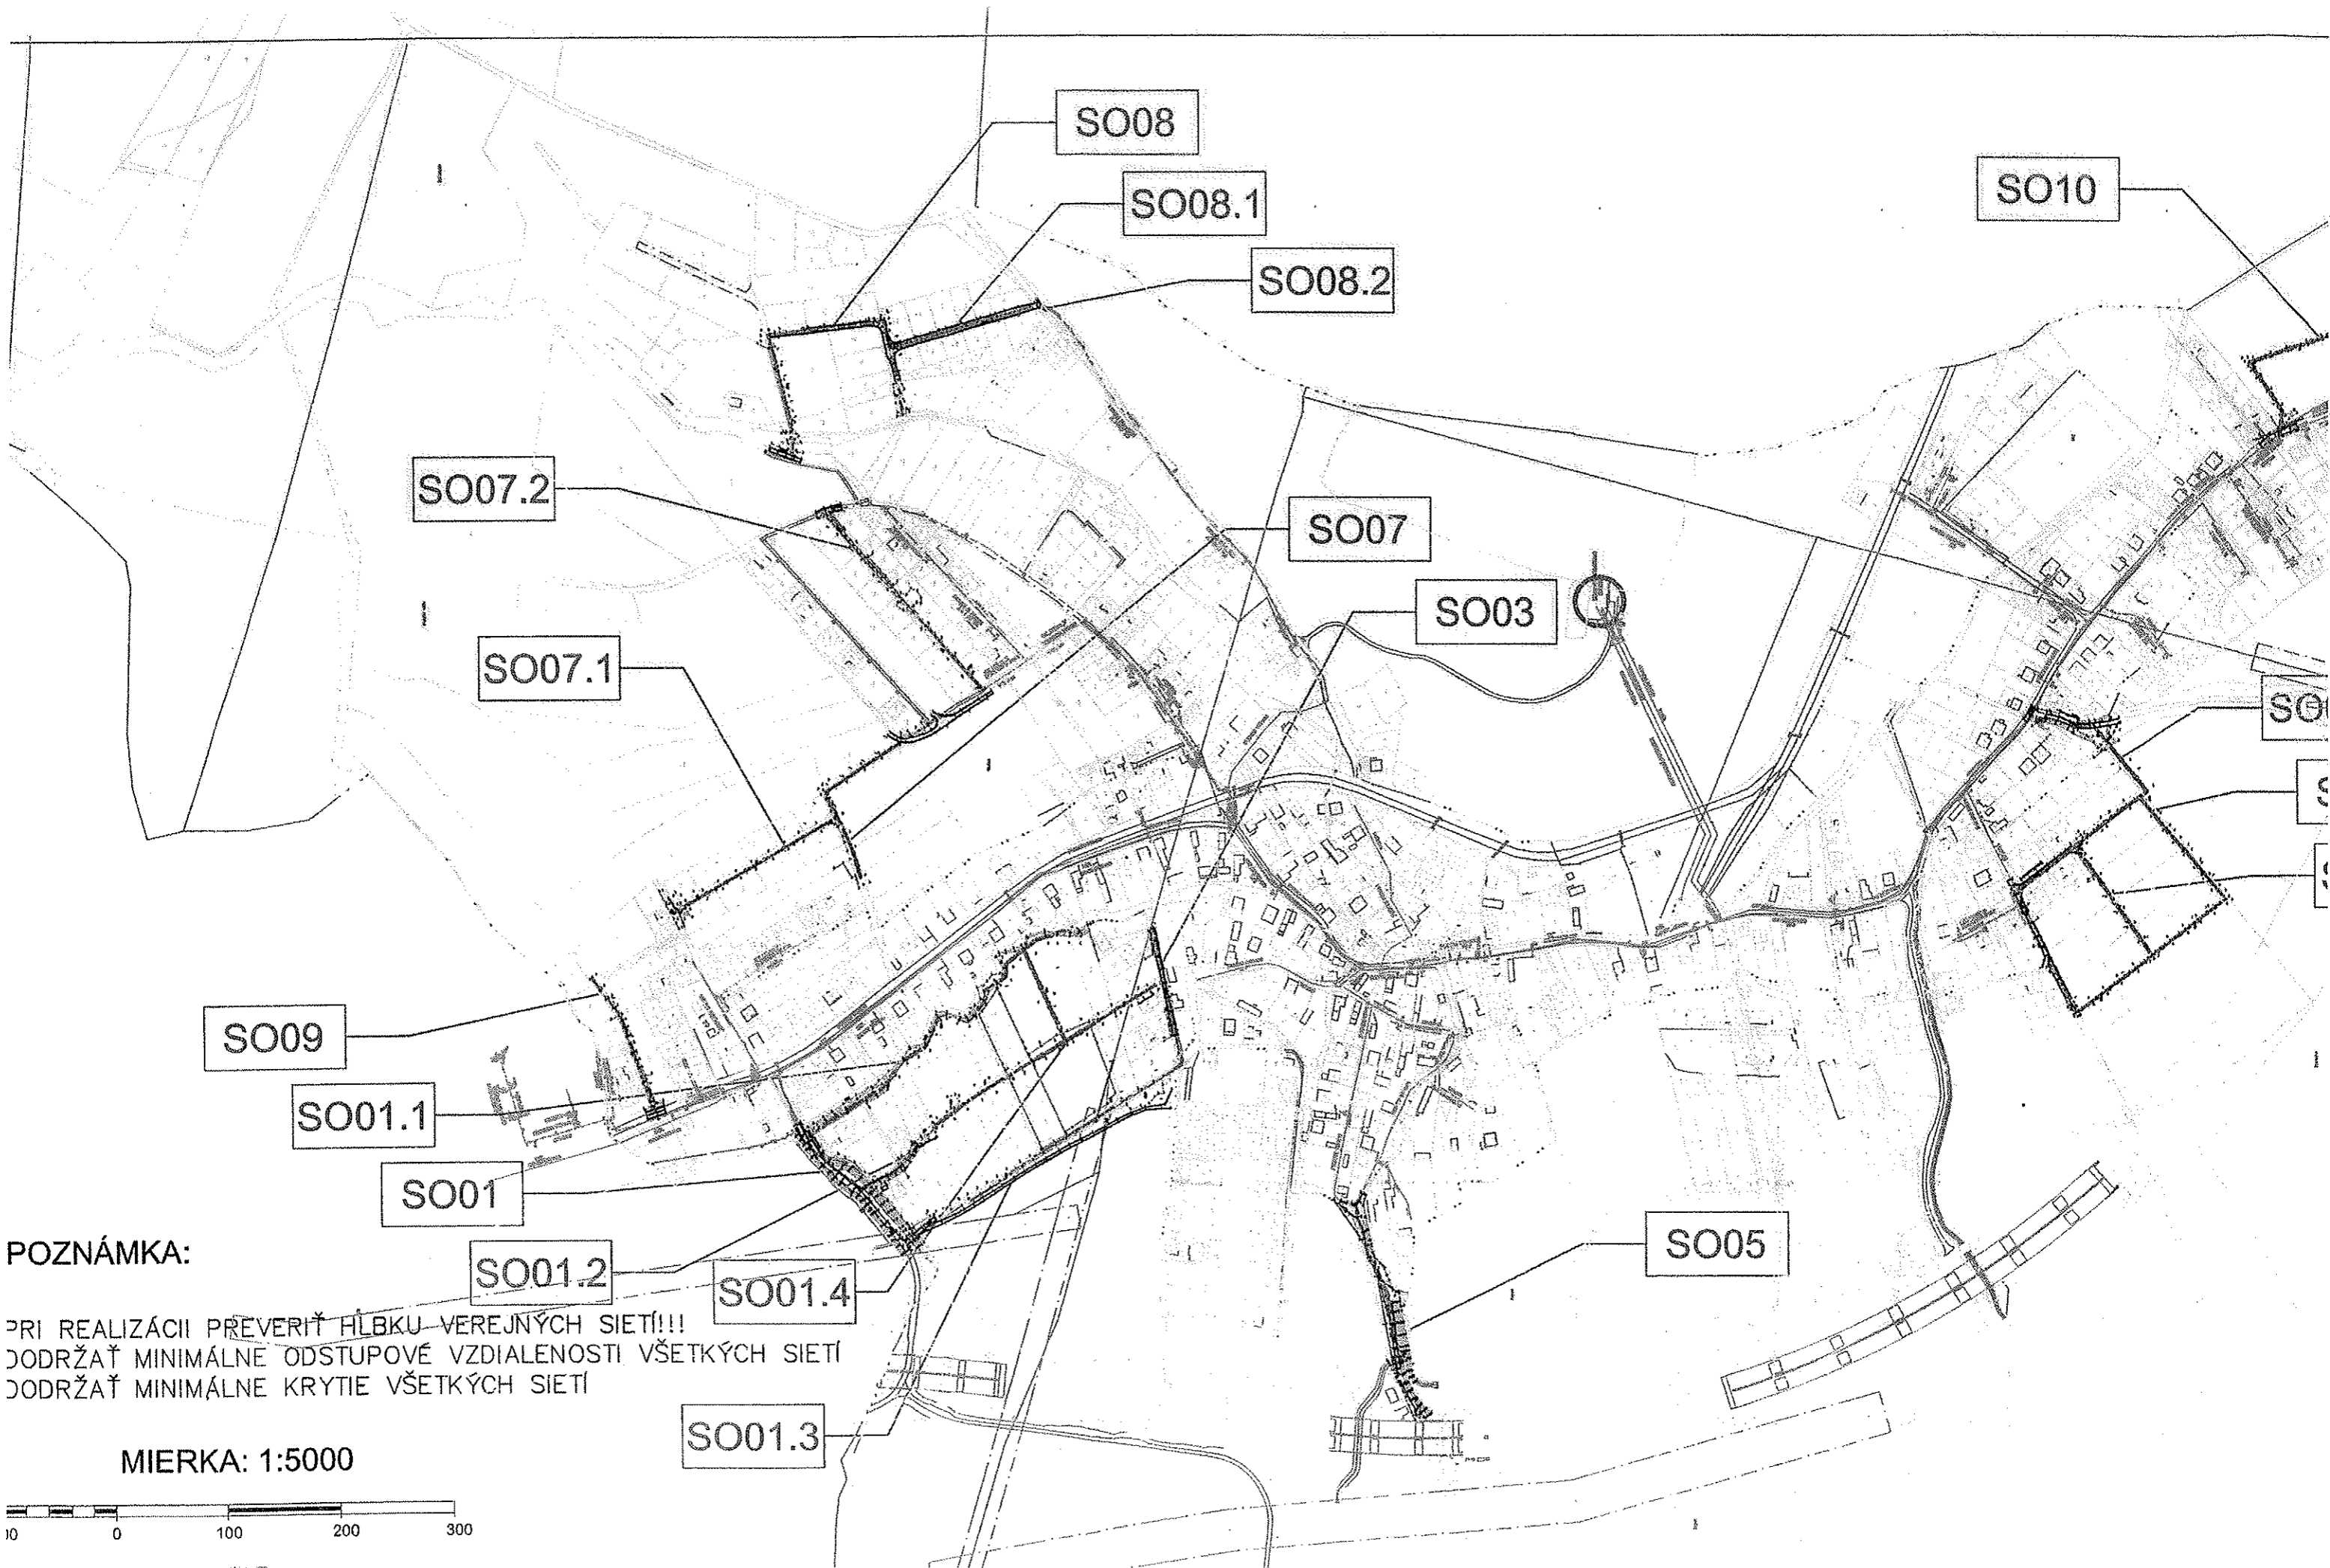 SO08
SO08.1
SO08.2
SO10
SO07.2
SO07
SO03
SO07.1
SO09
SO01.1
SO01
SO01.2
SO01.4
SO01.3
SO05
POZNÁMKA:
PRI REALIZÁCII PREVERIŤ HĹBKU VEREJNÝCH SIETÍ!!!
DODRŽAŤ MINIMÁLNE ODSTUPOVÉ VZDIALENOSTI VŠETKÝCH SIETÍ
DODRŽAŤ MINIMÁLNE KRYTIE VŠETKÝCH SIETÍ
MIERKA: 1:5000
0 100 200 300